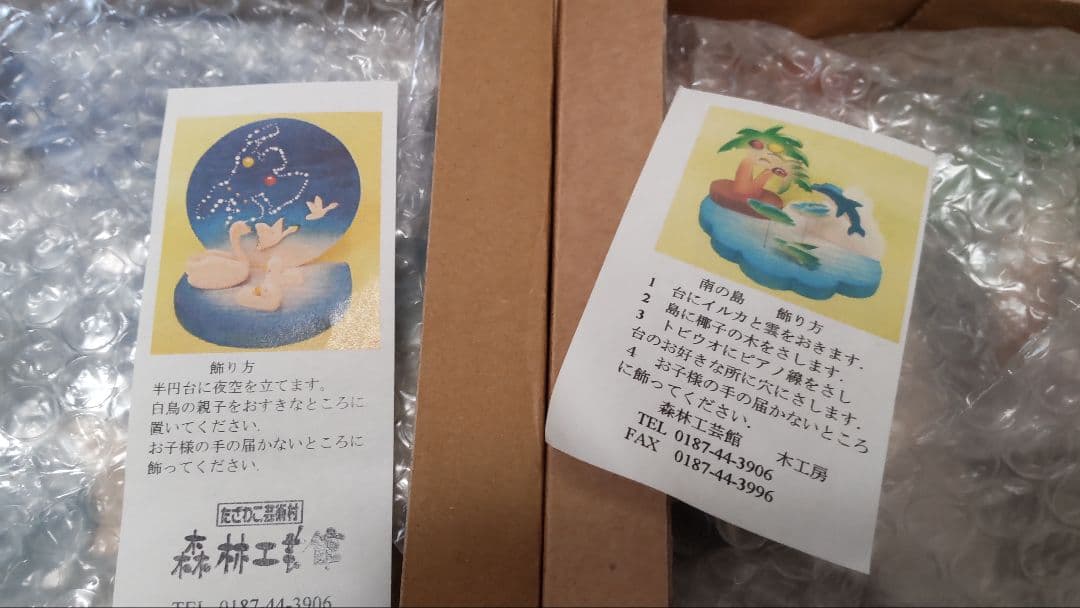 飾り方
半円台に夜空を立てます。
白鳥の親子をおすきなところに
置いてください.
お子様の手の届かないところに
飾ってください.
たざわこ芸術村
森林工芸館
TEL 0187-44-3906
南の島 飾り方
1 台にイルカと雲をおきます.
2 島に椰子の木をさします.
3 トビウオにピアノ線をさし
台のお好きな所に穴にさします.
4 お子様の手の届かないところ
に飾ってください.
森林工芸館 木工房
TEL 0187-44-3906
FAX 0187-44-3996